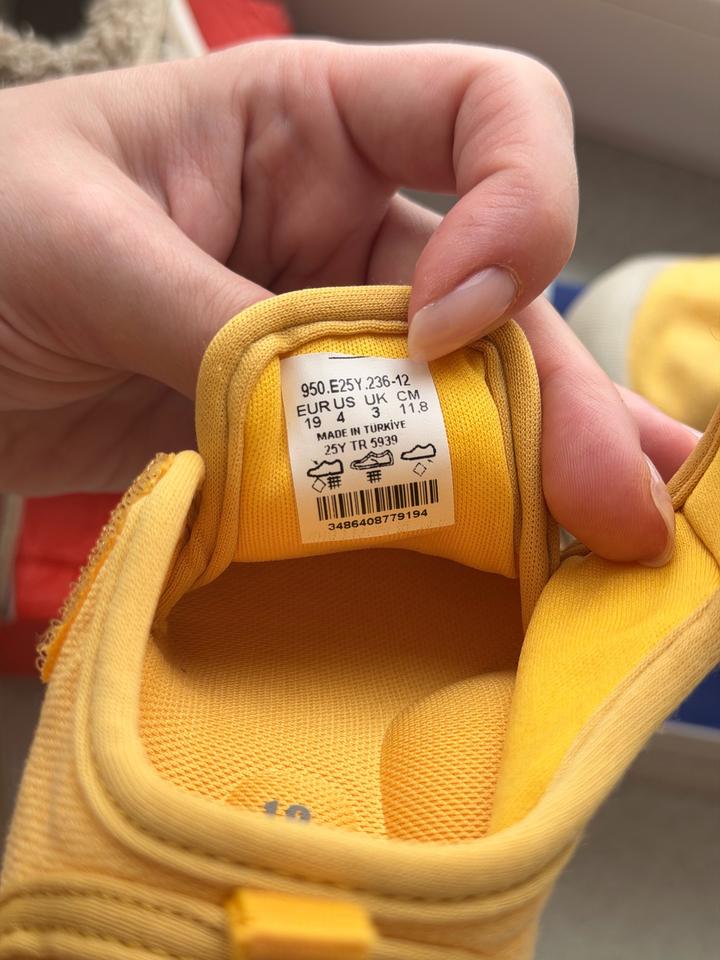 950.E25Y.236-12
EUR US UK CM
19 4 3 11.8
MADE IN TÜRKİYE
25Y TR 5939
3486408779194